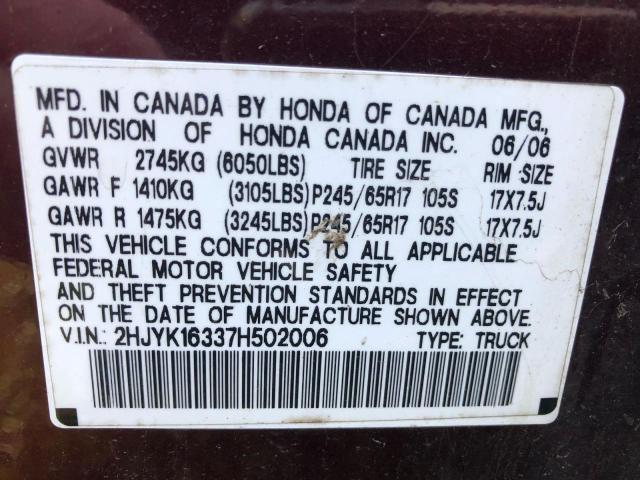 MFD. IN CANADA BY HONDA OF CANADA MFG.,
A DIVISION OF HONDA CANADA INC. 06/06
GVWR 2745KG (6050LBS) TIRE SIZE RIM SIZE
GAWR F 1410KG (3105LBS) P245/65R17 105S 17X7.5J
GAWR R 1475KG (3245LBS) P245/65R17 105S 17X7.5J
THIS VEHICLE CONFORMS TO ALL APPLICABLE
FEDERAL MOTOR VEHICLE SAFETY
AND THEFT PREVENTION STANDARDS IN EFFECT
ON THE DATE OF MANUFACTURE SHOWN ABOVE.
V.I.N.: 2HJYK16337H502006 TYPE: TRUCK